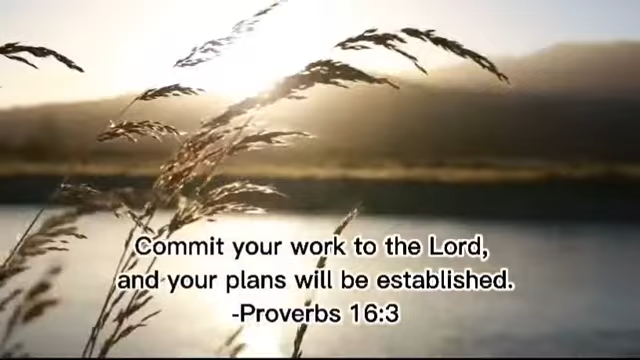 Commit your work to the Lord,
and your plans will be established.
-Proverbs 16:3